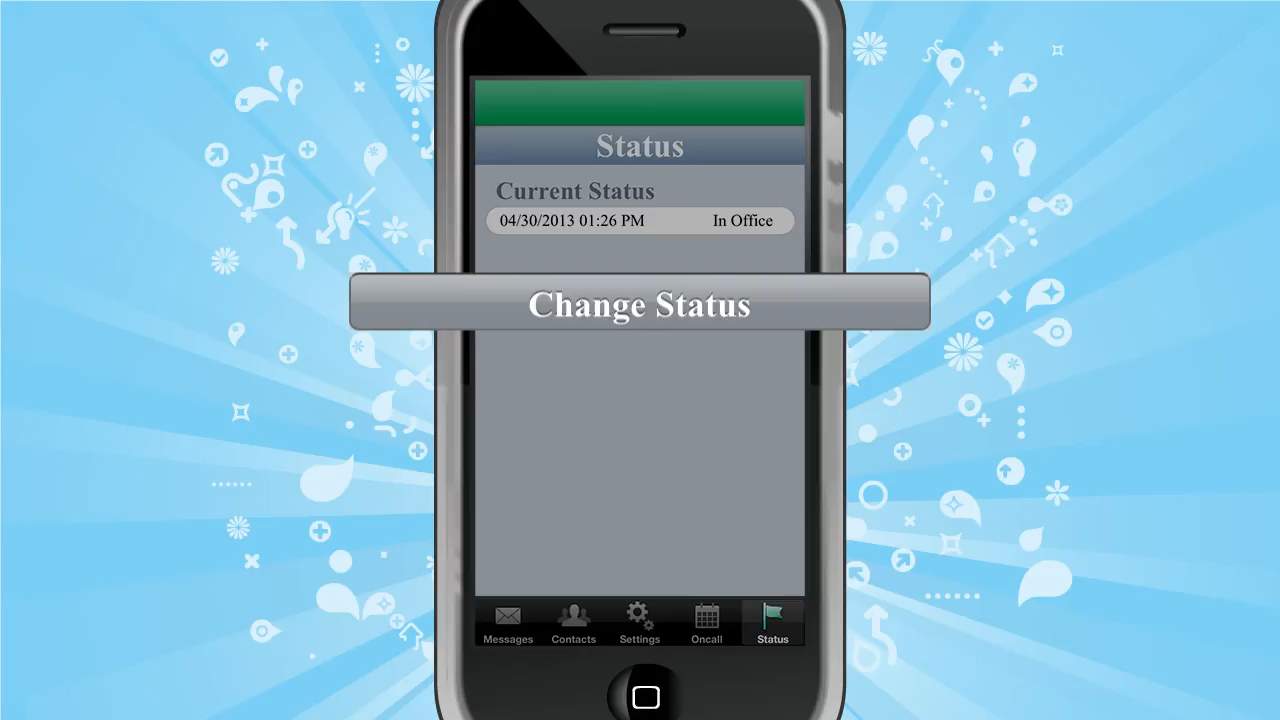 Status
Current Status
04/30/2013 01:26 PM In Office
Change Status
Messages Contacts Settings Oncall Status